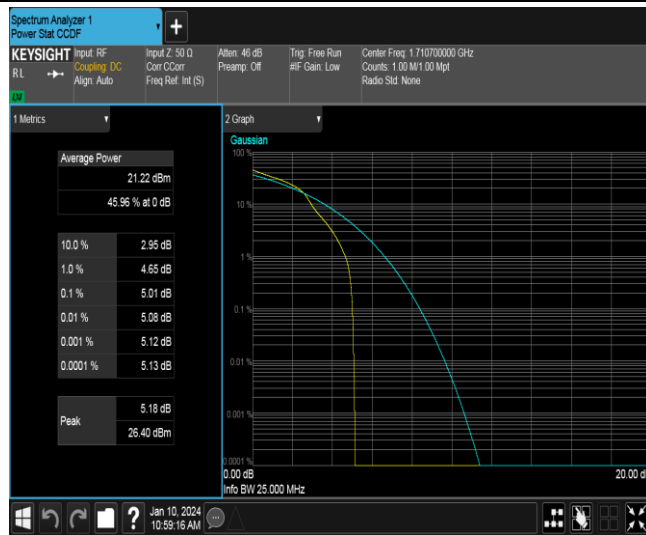 Spectrum Analyzer 1
Power Stat CCDF
+
KEYSIGHT
RL
LV
Input: RF
Coupling: DC
Align: Auto
Input Z: 50 Ω
Corr CCorr
Freq Ref: Int (S)
Atten: 46 dB
Preamp: Off
Trig: Free Run
#IF Gain: Low
Center Freq: 1.710700000 GHz
Counts: 1.00 M/1.00 Mpt
Radio Std: None
1 Metrics
Average Power
21.22 dBm
45.96 % at 0 dB
10.0 % 2.95 dB
1.0 % 4.65 dB
0.1 % 5.01 dB
0.01 % 5.08 dB
0.001 % 5.12 dB
0.0001 % 5.13 dB
Peak
5.18 dB
26.40 dBm
2 Graph
Gaussian
100 %
10 %
1 %
0.1 %
0.01 %
0.001 %
0.0001 %
0.00 dB
20.00 d
Info BW 25.000 MHz
?
Jan 10, 2024
10:59:16 AM